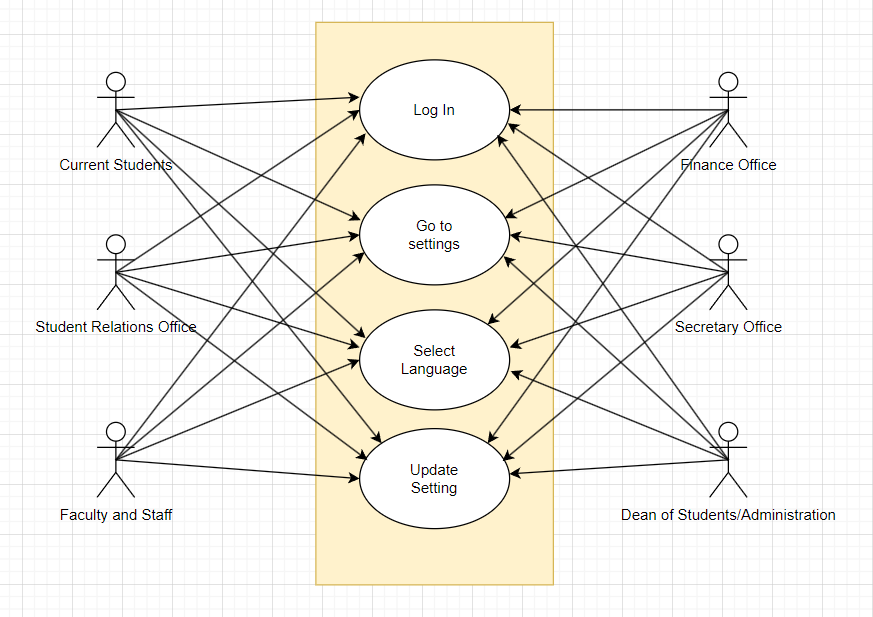 Log In
Current Students
Finance Office
Go to
settings
Student Relations Office
Secretary Office
Select
Language
Update
Setting
Faculty and Staff
Dean of Students/Administration